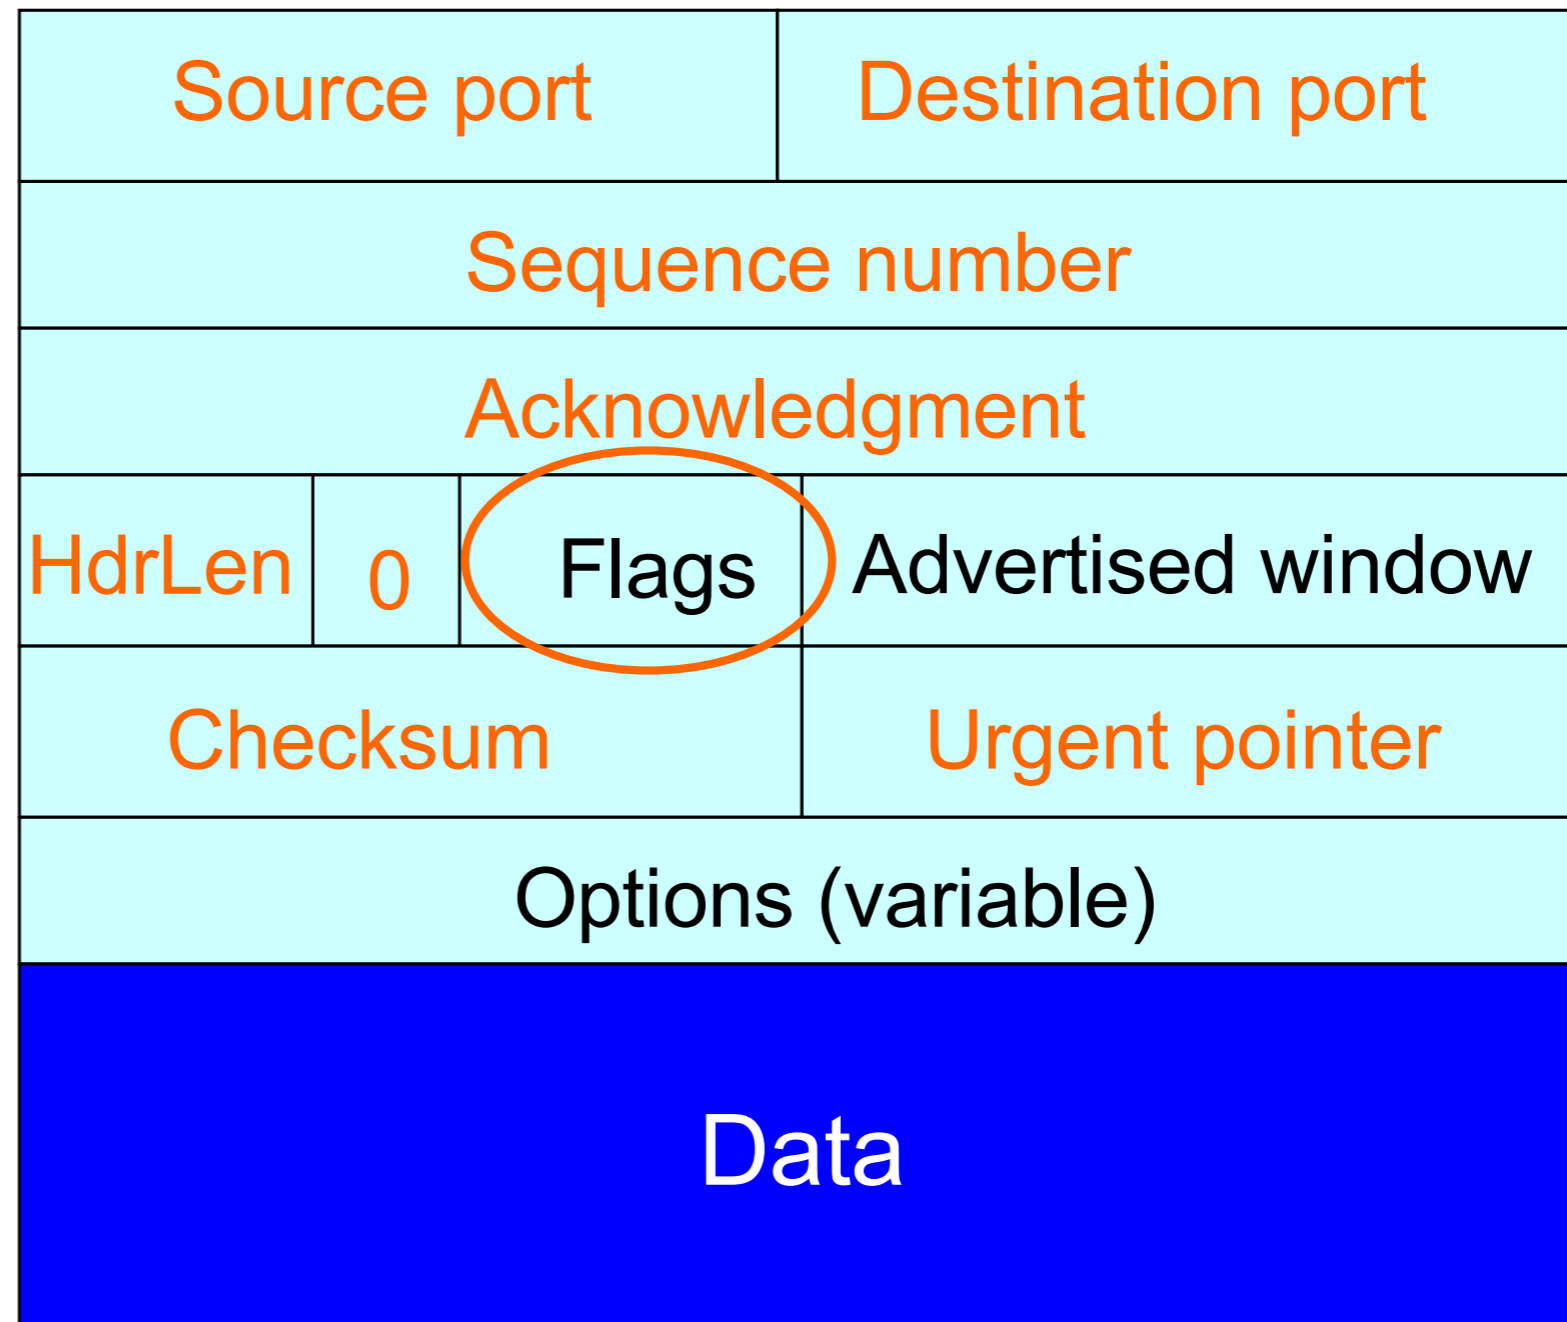 Source port Destination port
Sequence number
Acknowledgment
HdrLen 0 Flags Advertised window
Checksum Urgent pointer
Options (variable)
Data